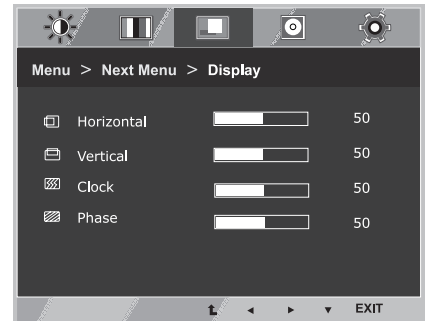 Menu > Next Menu > Display
Horizontal 50
Vertical 50
Clock 50
Phase 50
EXIT